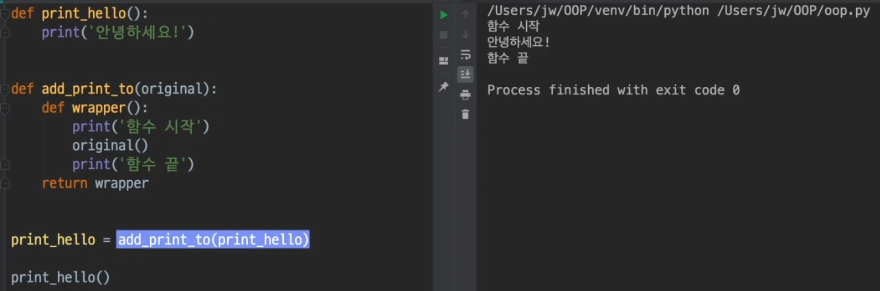 def print_hello():
    print('안녕하세요!')
def add_print_to(original):
    def wrapper():
        print('함수 시작')
        original()
        print('함수 끝')
    return wrapper
print_hello = add_print_to(print_hello)
print_hello()
/Users/jw/OOP/venv/bin/python /Users/jw/OOP/oop.py
함수 시작
안녕하세요!
함수 끝
Process finished with exit code 0